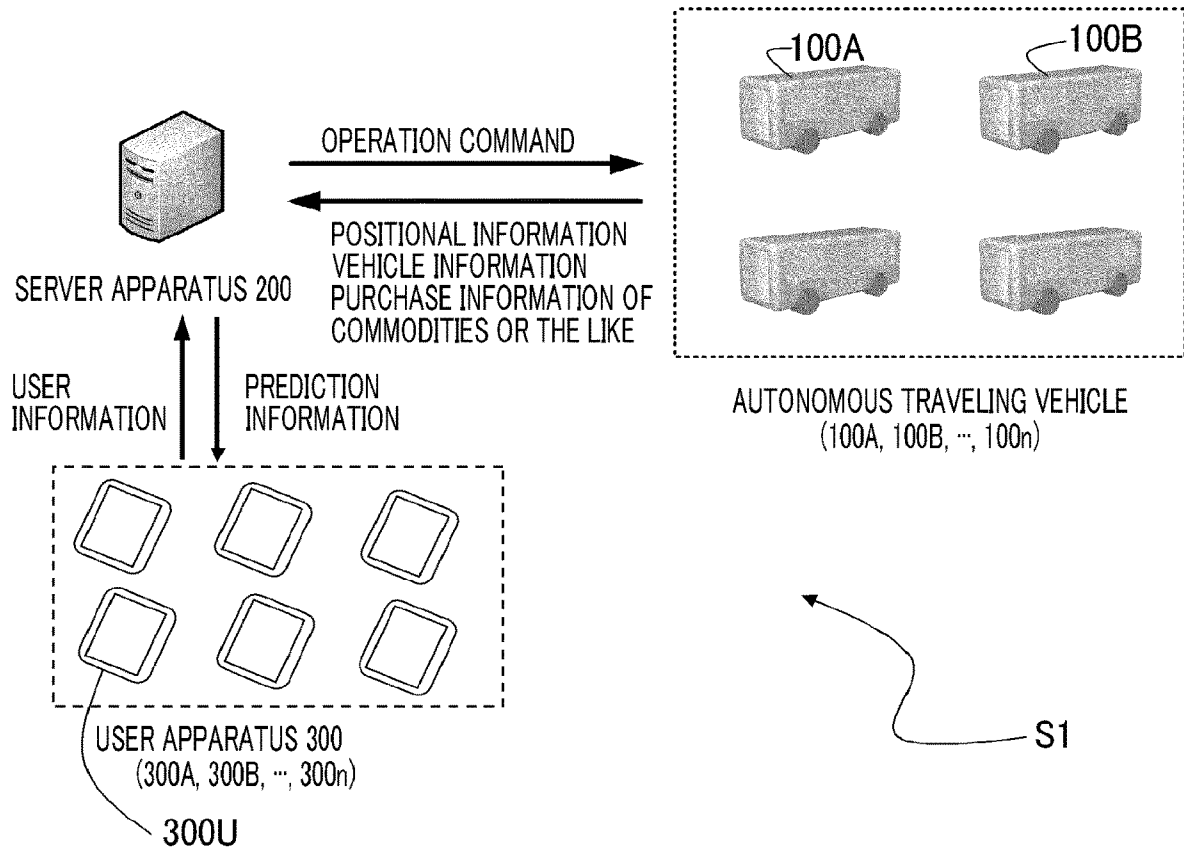 100A
100B
OPERATION COMMAND
POSITIONAL INFORMATION
VEHICLE INFORMATION
PURCHASE INFORMATION OF
COMMODITIES OR THE LIKE
SERVER APPARATUS 200
USER
INFORMATION
PREDICTION
INFORMATION
AUTONOMOUS TRAVELING VEHICLE
(100A, 100B, ···, 100n)
S1
USER APPARATUS 300
(300A, 300B, ···, 300n)
300U